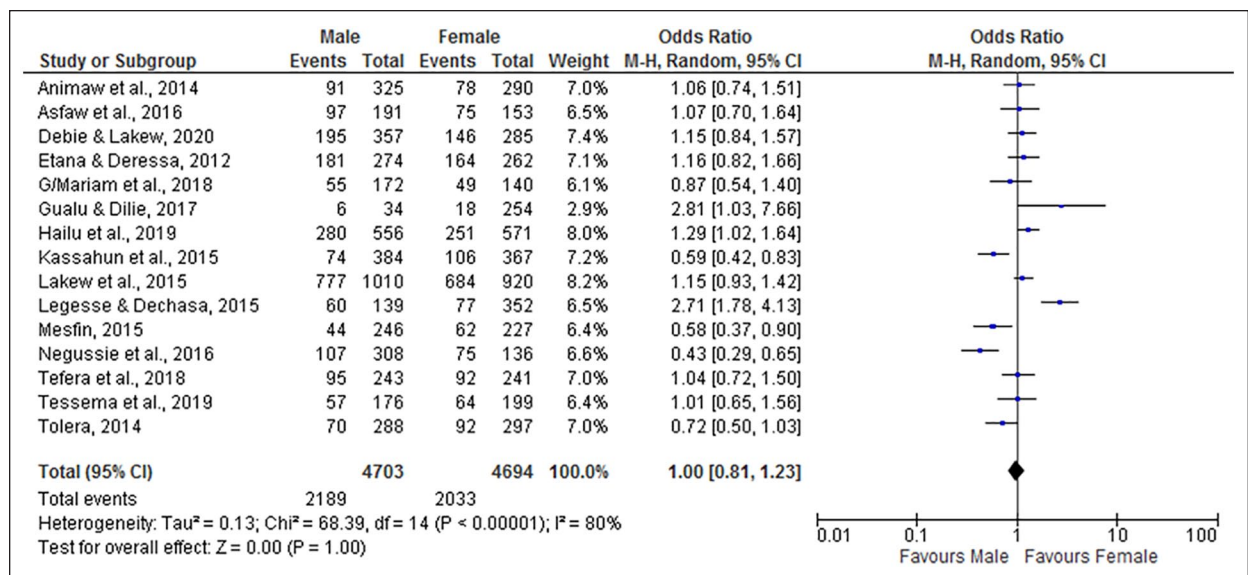 Male Female Odds Ratio Odds Ratio
Study or Subgroup Events Total Events Total Weight M-H, Random, 95% CI M-H, Random, 95% CI
Animaw et al., 2014 91 325 78 290 7.0% 1.06 [0.74, 1.51]
Asfaw et al., 2016 97 191 75 153 6.5% 1.07 [0.70, 1.64]
Debie & Lakew, 2020 195 357 146 285 7.4% 1.15 [0.84, 1.57]
Etana & Deressa, 2012 181 274 164 262 7.1% 1.16 [0.82, 1.66]
G/Mariam et al., 2018 55 172 49 140 6.1% 0.87 [0.54, 1.40]
Gualu & Dilie, 2017 6 34 18 254 2.9% 2.81 [1.03, 7.66]
Hailu et al., 2019 280 556 251 571 8.0% 1.29 [1.02, 1.64]
Kassahun et al., 2015 74 384 106 367 7.2% 0.59 [0.42, 0.83]
Lakew et al., 2015 777 1010 684 920 8.2% 1.15 [0.93, 1.42]
Legesse & Dechasa, 2015 60 139 77 352 6.5% 2.71 [1.78, 4.13]
Mesfin, 2015 44 246 62 227 6.4% 0.58 [0.37, 0.90]
Negussie et al., 2016 107 308 75 136 6.6% 0.43 [0.29, 0.65]
Tefera et al., 2018 95 243 92 241 7.0% 1.04 [0.72, 1.50]
Tessema et al., 2019 57 176 64 199 6.4% 1.01 [0.65, 1.56]
Tolera, 2014 70 288 92 297 7.0% 0.72 [0.50, 1.03]
Total (95% CI) 4703 4694 100.0% 1.00 [0.81, 1.23]
Total events 2189 2033
Heterogeneity: Tau² = 0.13; Chi² = 68.39, df = 14 (P < 0.00001); I² = 80%
Test for overall effect: Z = 0.00 (P = 1.00)
0.01 0.1 1 10 100
Favours Male Favours Female